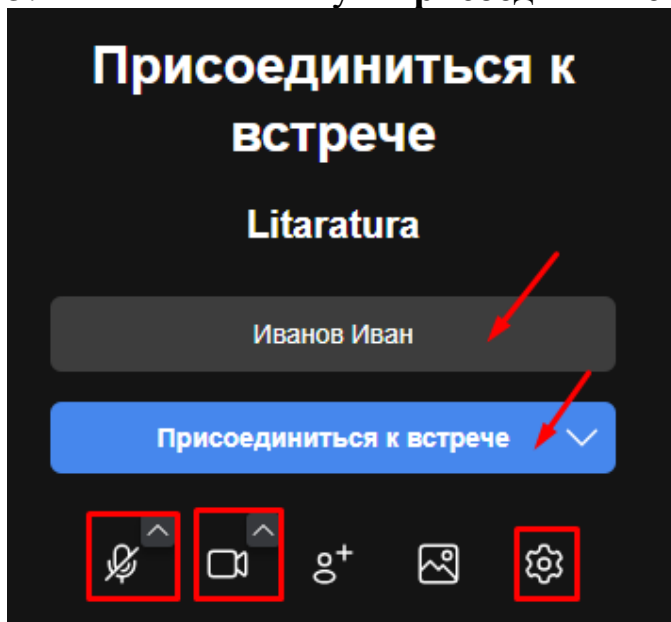 Присоединиться к
встрече
Litaratura
Иванов Иван
Присоединиться к встрече